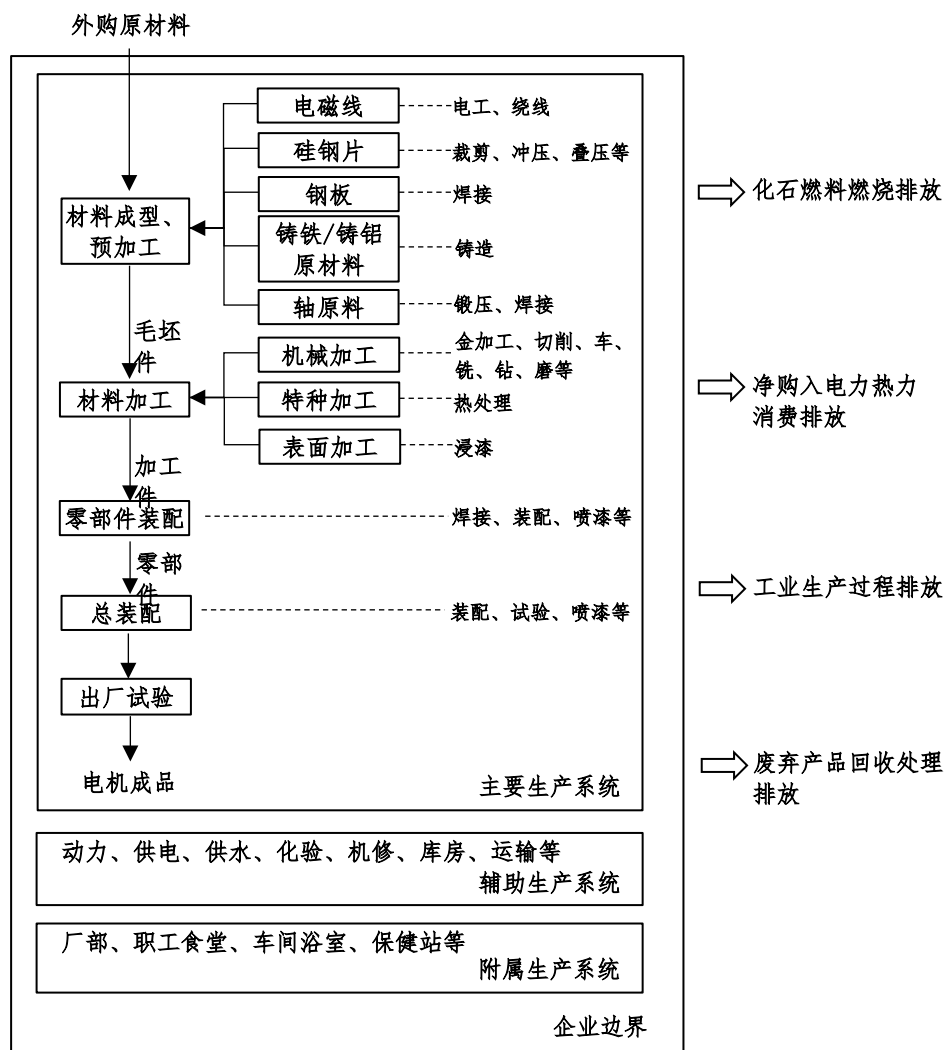 外购原材料
电磁线
电工、绕线
硅钢片
裁剪、冲压、叠压等
钢板
焊接
材料成型、
预加工
铸铁/铸铝
原材料
铸造
轴原料
锻压、焊接
毛坯
件
机械加工
金加工、切削、车、
铣、钻、磨等
材料加工
特种加工
热处理
表面加工
浸漆
加工
件
零部件装配
焊接、装配、喷漆等
零部
件
总装配
装配、试验、喷漆等
出厂试验
电机成品
主要生产系统
动力、供电、供水、化验、机修、库房、运输等
辅助生产系统
厂部、职工食堂、车间浴室、保健站等
附属生产系统
企业边界
化石燃料燃烧排放
净购入电力热力
消费排放
工业生产过程排放
废弃产品回收处理
排放